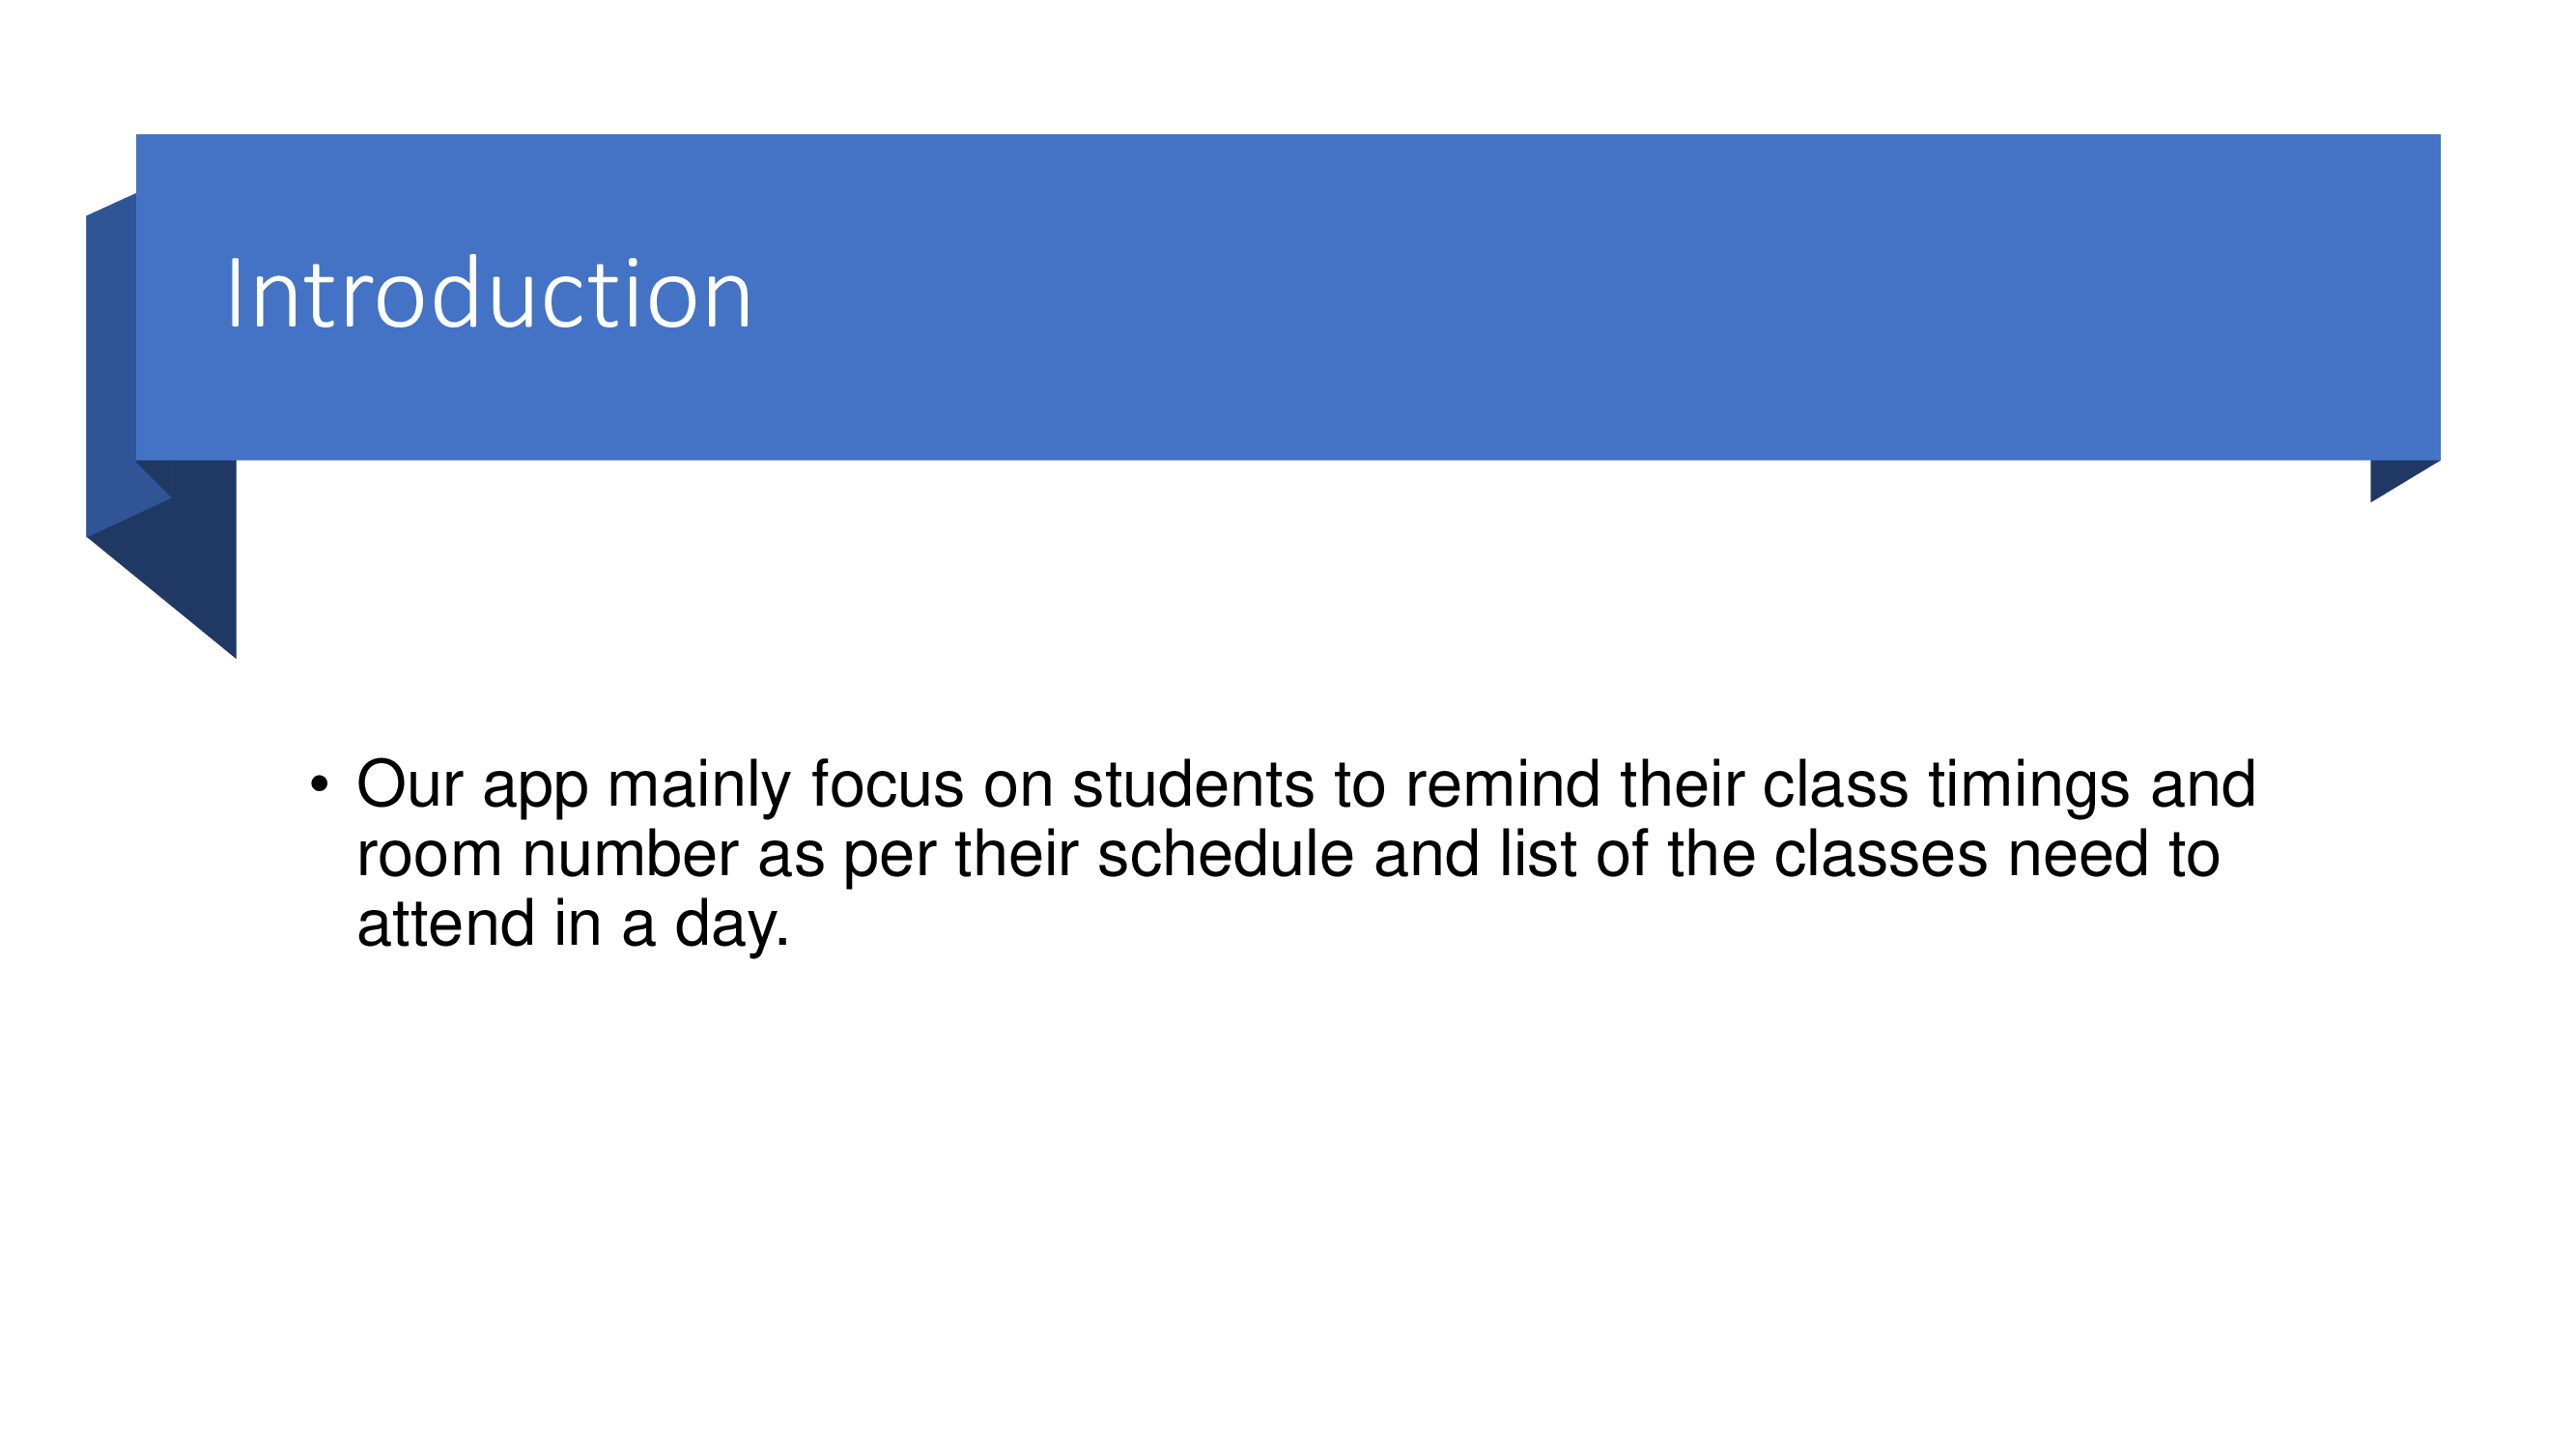 Introduction
• Our app mainly focus on students to remind their class timings and
room number as per their schedule and list of the classes need to
attend in a day.